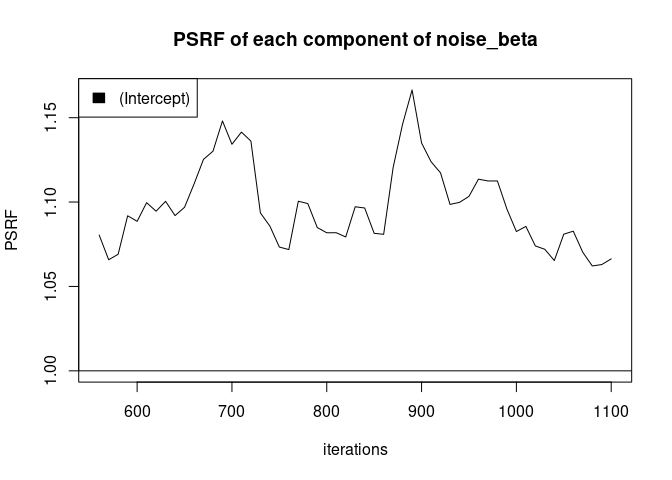 PSRF of each component of noise_beta
(Intercept)
PSRF
1.15
1.10
1.05
1.00
600 700 800 900 1000 1100
iterations